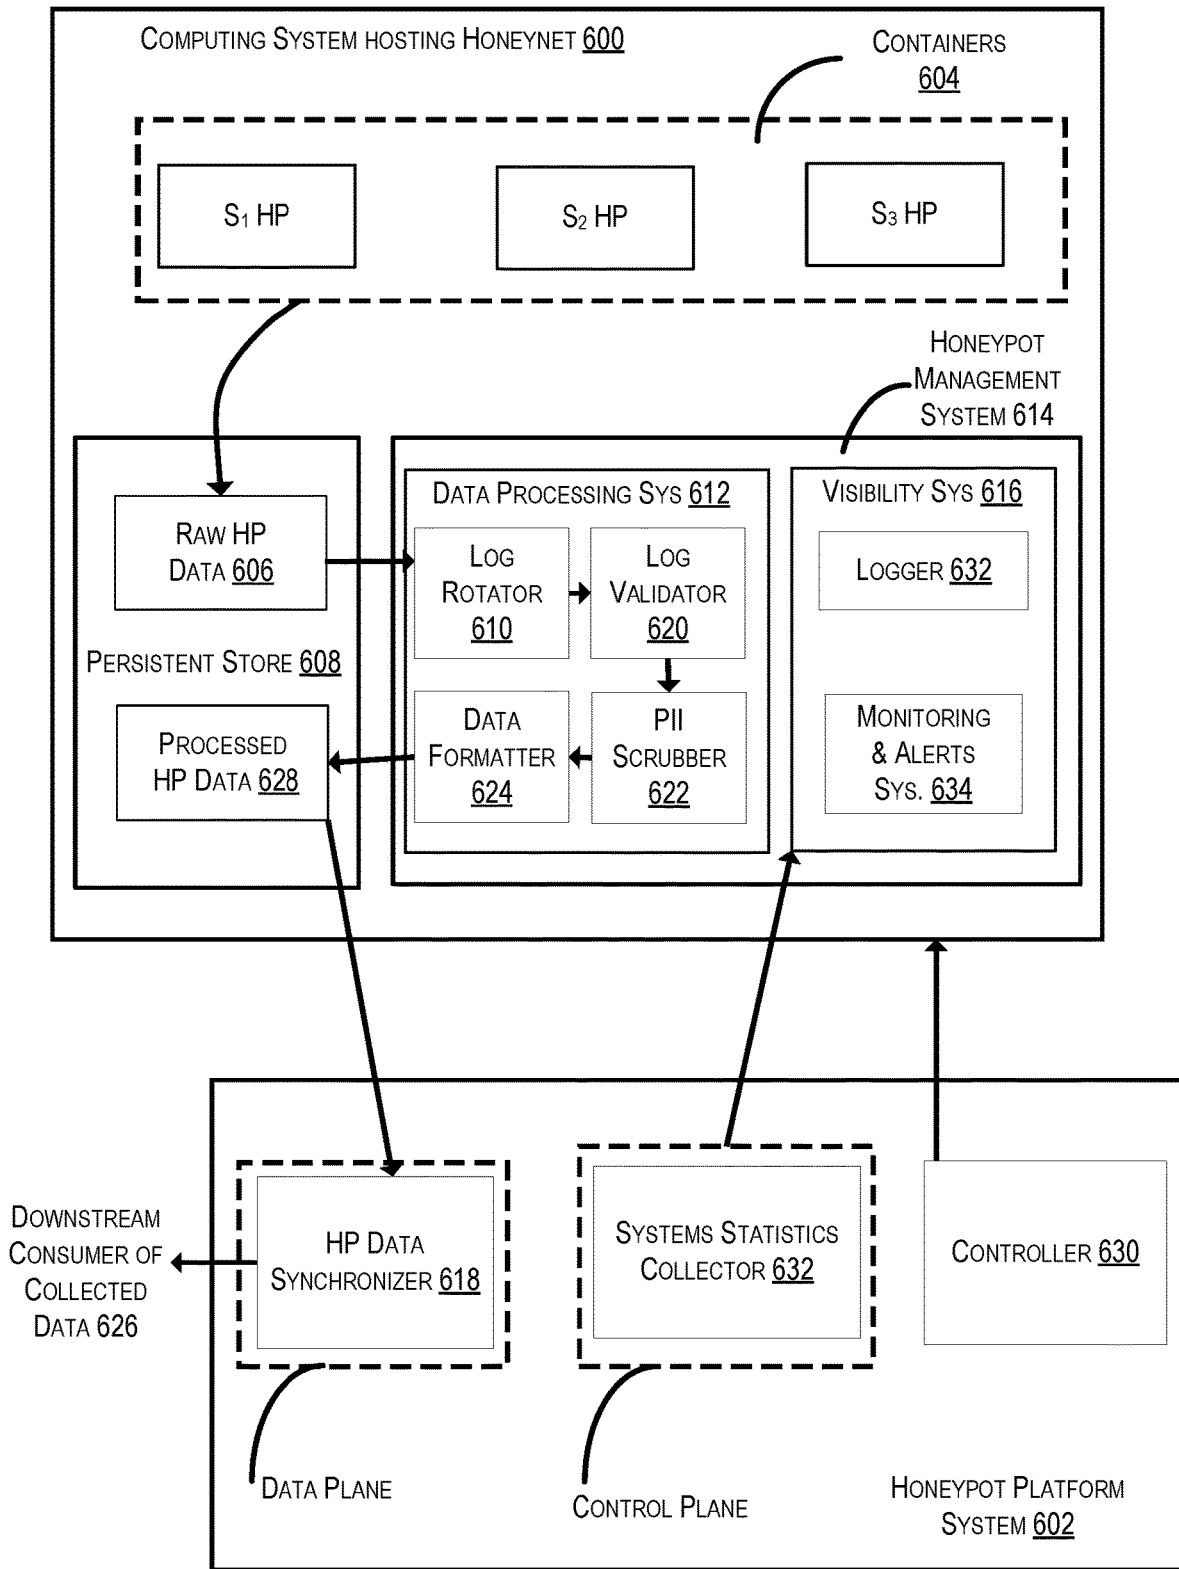 COMPUTING SYSTEM HOSTING HONEYNET 600
CONTAINERS
604
S1 HP
S2 HP
S3 HP
HONEYPOT
MANAGEMENT
SYSTEM 614
RAW HP
DATA 606
PERSISTENT STORE 608
PROCESSED
HP DATA 628
DATA PROCESSING SYS 612
LOG
ROTATOR
610
LOG
VALIDATOR
620
DATA
FORMATTER
624
PII
SCRUBBER
622
VISIBILITY SYS 616
LOGGER 632
MONITORING
& ALERTS
SYS. 634
DOWNSTREAM
CONSUMER OF
COLLECTED
DATA 626
HP DATA
SYNCHRONIZER 618
SYSTEMS STATISTICS
COLLECTOR 632
CONTROLLER 630
DATA PLANE
CONTROL PLANE
HONEYPOT PLATFORM
SYSTEM 602